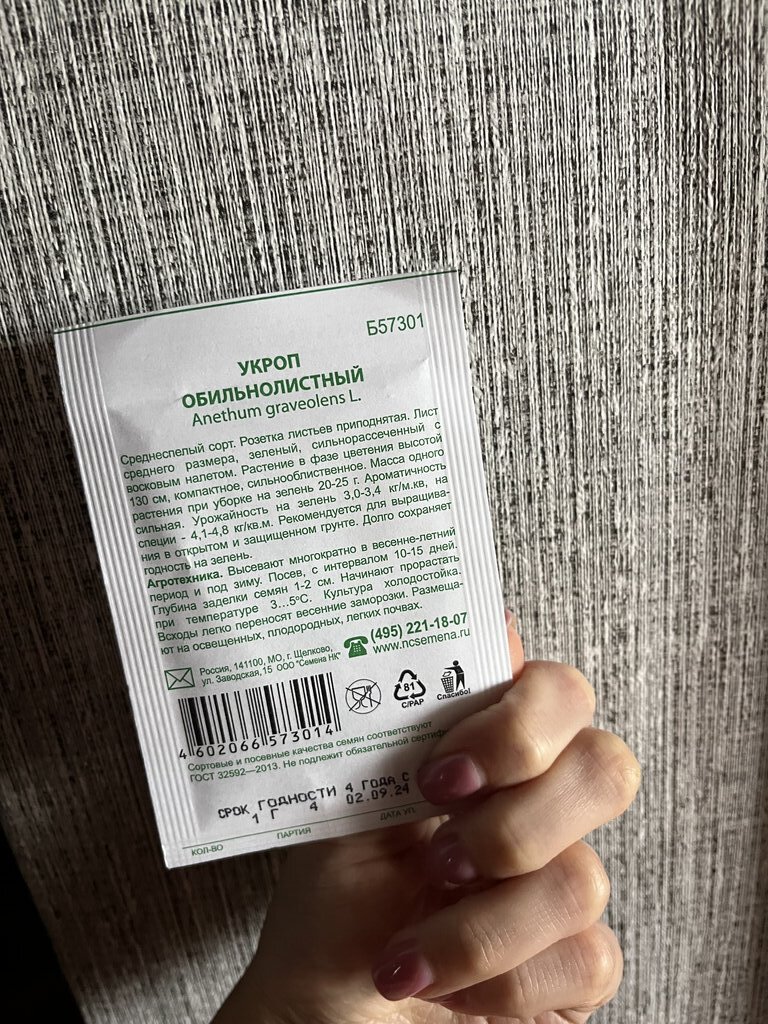 Б57301
УКРОП
ОБИЛЬНОЛИСТНЫЙ
Anethum graveolens L.
Среднеспелый сорт. Розетка листьев приподнятая. Лист
среднего размера, зеленый, сильнорассеченный с
восковым налетом. Растение в фазе цветения высотой
130 см, компактное, сильнооблиственное. Масса одного
растения при уборке на зелень 20-25 г. Ароматичность
сильная. Урожайность на зелень 3,0-3,4 кг/м.кв, на
специи - 4,1-4,8 кг/кв.м. Рекомендуется для выращива-
ния в открытом и защищенном грунте. Долго сохраняет
годность на зелень.
Агротехника. Высевают многократно в весенне-летний
период и под зиму. Посев, с интервалом 10-15 дней.
Глубина заделки семян 1-2 см. Начинают прорастать
при температуре 3...5°С. Культура холодостойка.
Всходы легко переносят весенние заморозки. Размеща-
ют на освещенных, плодородных, легких почвах.
Россия, 141100, МО, г. Щелково,
ул. Заводская, 15 ООО "Семена НК"
(495) 221-18-07
www.ncsemena.ru
4 602066 573014
81
C/PAP
Спасибо!
Сортовые и посевные качества семян соответствуют
ГОСТ 32592—2013. Не подлежит обязательной сертифи
СРОК ГОДНОСТИ 4 ГОДА С
1 Г 4 02.09.24
КОЛ-ВО ПАРТИЯ ДАТА УП.